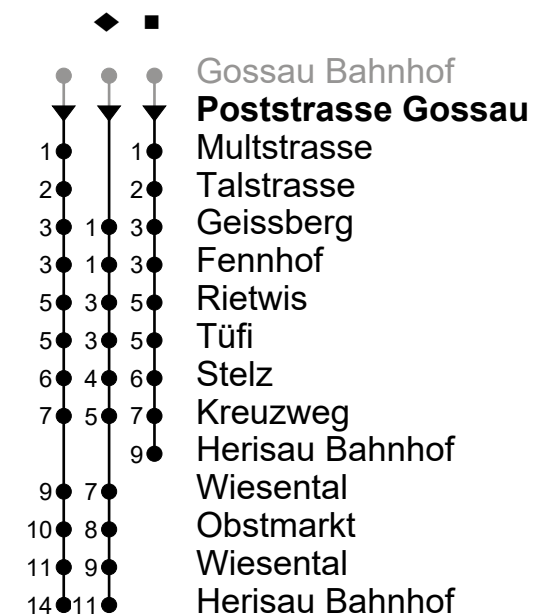 Gossau Bahnhof
Poststrasse Gossau
1 1 Multstrasse
2 2 Talstrasse
3 1 3 Geissberg
3 1 3 Fennhof
5 3 5 Rietwis
5 3 5 Tüfi
6 4 6 Stelz
7 5 7 Kreuzweg
9 Herisau Bahnhof
9 7 Wiesental
10 8 Obstmarkt
11 9 Wiesental
14 11 Herisau Bahnhof